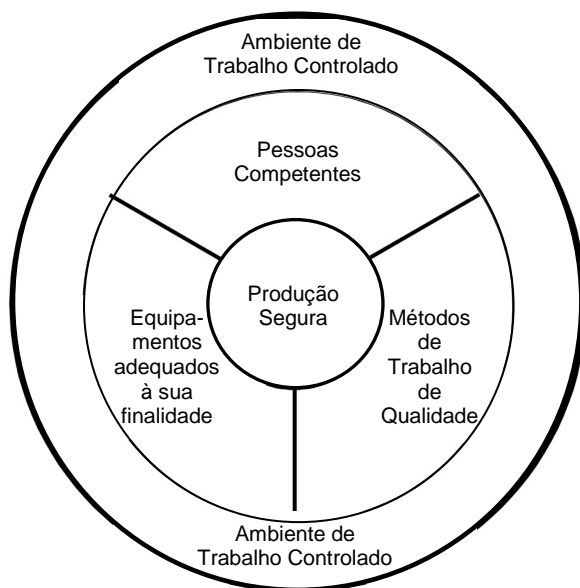 Ambiente de
Trabalho Controlado
Pessoas
Competentes
Produção
Segura
Equipa-
mentos
adequados
à sua
finalidade
Métodos
de
Trabalho
de
Qualidade
Ambiente de
Trabalho Controlado